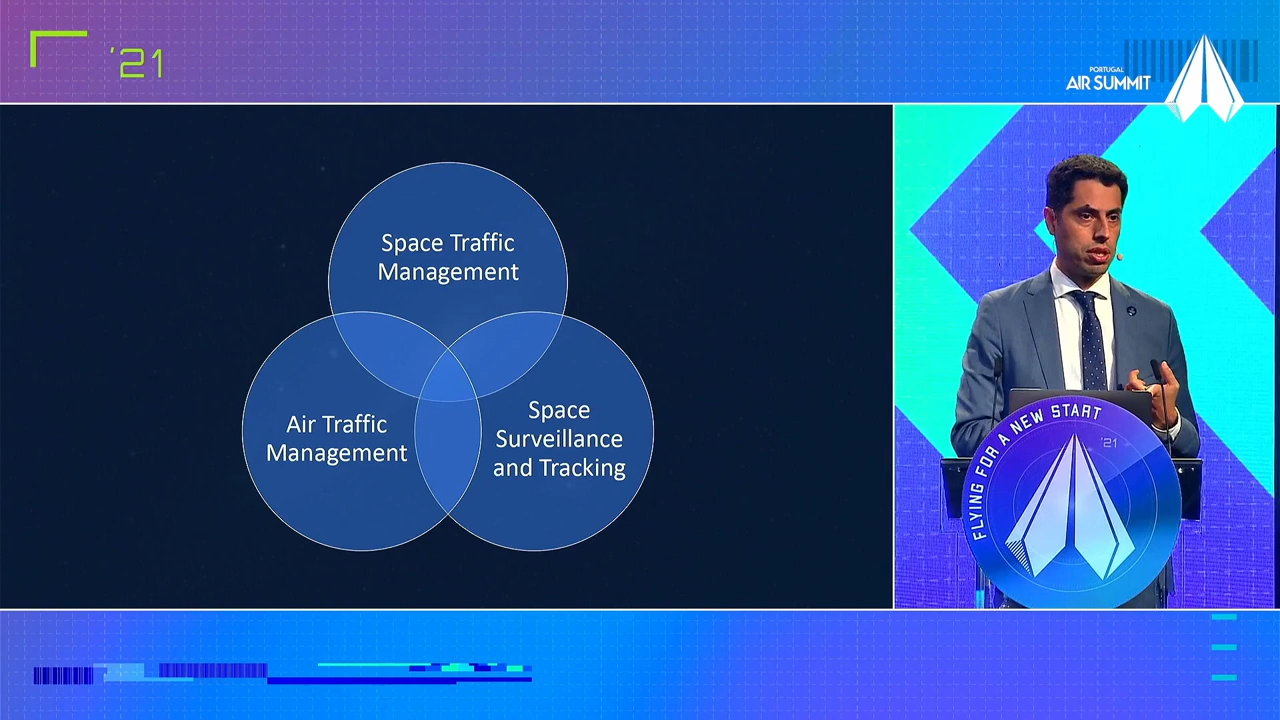 '21
PORTUGAL
AIR SUMMIT
Space Traffic
Management
Air Traffic
Management
Space
Surveillance
and Tracking
FLYING FOR A NEW START
'21